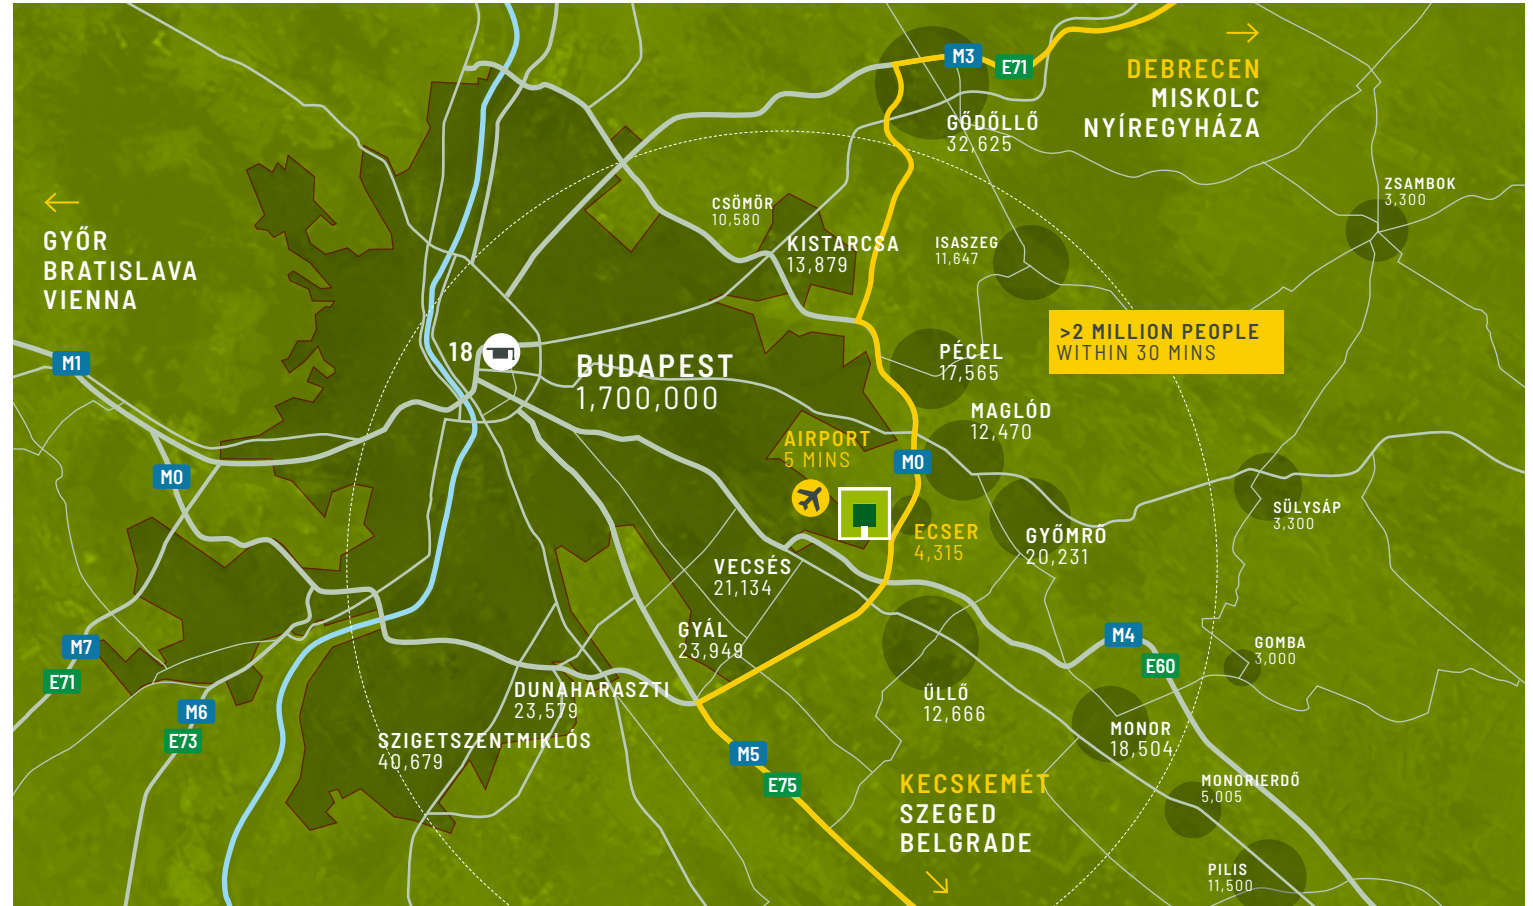 M3
E71
DEBRECEN
MISKOLC
NYÍREGYHÁZA
GŐDŐLLŐ
32,625
ZSAMBOK
3,300
CSÖMÖR
10,580
GYŐR
BRATISLAVA
VIENNA
KISTARCSA
13,879
ISASZEG
11,647
>2 MILLION PEOPLE
WITHIN 30 MINS
M1
18
BUDAPEST
1,700,000
PÉCEL
17,565
MAGLÓD
12,470
AIRPORT
5 MINS
M0
M0
SÜLYSÁP
3,300
ECSER
4,315
GYŐMRŐ
20,231
VECSÉS
21,134
GYÁL
23,949
M4
E60
GOMBA
3,000
M7
E71
M6
E73
DUNAHARASZTI
23,579
ŰLLŐ
12,666
SZIGETSZENTMIKLÓS
40,679
MONOR
18,504
M5
E75
KECSKEMÉT
SZEGED
BELGRADE
MONORIERDŐ
5,005
PILIS
11,500